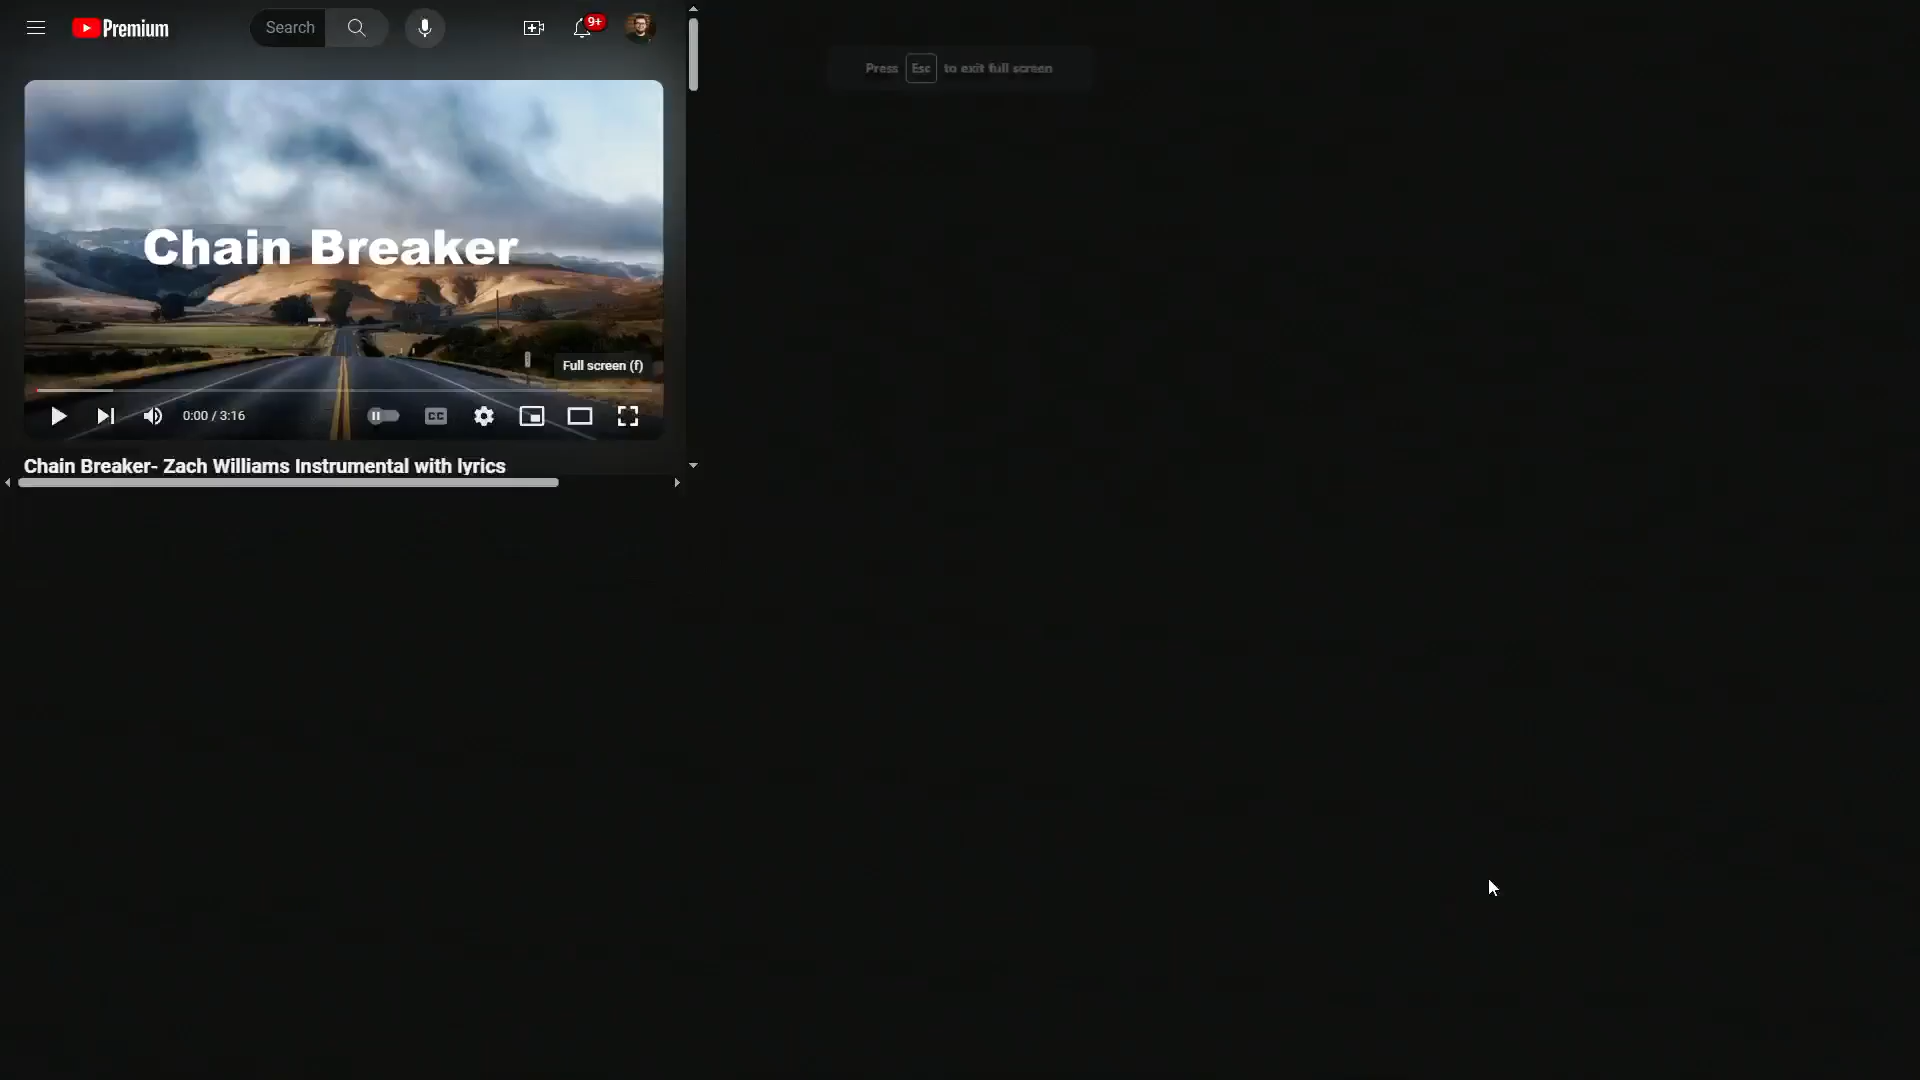 Premium
Search
9+
Press Esc to exit full screen
Chain Breaker
Full screen (f)
0:00 / 3:16
CC
Chain Breaker- Zach Williams Instrumental with lyrics